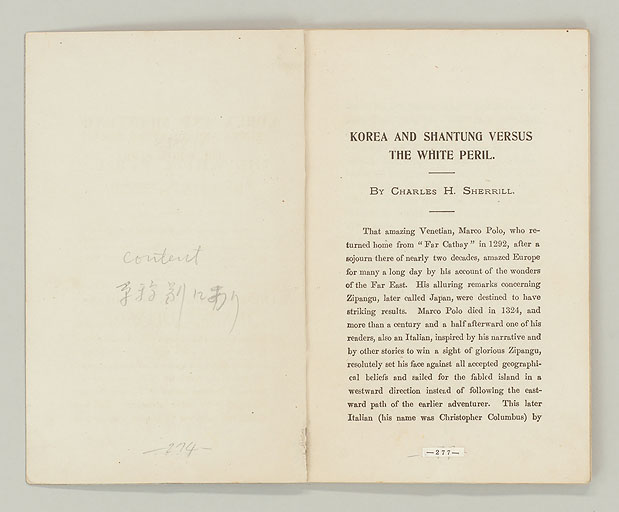 content
原稿別ニあり
—274—
KOREA AND SHANTUNG VERSUS
THE WHITE PERIL.
By Charles H. Sherrill.
That amazing Venetian, Marco Polo, who re-
turned home from "Far Cathay" in 1292, after a
sojourn there of nearly two decades, amazed Europe
for many a long day by his account of the wonders
of the Far East. His alluring remarks concerning
Zipangu, later called Japan, were destined to have
striking results. Marco Polo died in 1324, and
more than a century and a half afterward one of his
readers, also an Italian, inspired by his narrative and
by other stories to win a sight of glorious Zipangu,
resolutely set his face against all accepted geographi-
cal beliefs and sailed for the fabled island in a
westward direction instead of following the east-
ward path of the earlier adventurer. This later
Italian (his name was Christopher Columbus) by
—277—